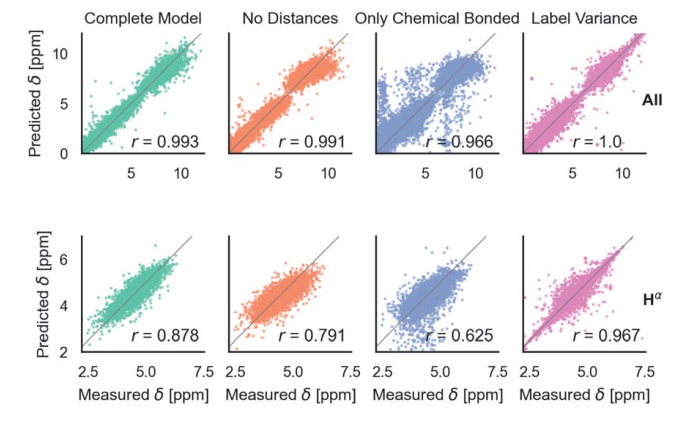 Complete Model No Distances Only Chemical Bonded Label Variance
Predicted δ [ppm]
10
5
0
r = 0.993
r = 0.991
r = 0.966
r = 1.0
All
5 10 5 10 5 10 5 10
Predicted δ [ppm]
6
4
2
r = 0.878
r = 0.791
r = 0.625
r = 0.967
Hα
2.5 5.0 7.5 2.5 5.0 7.5 2.5 5.0 7.5 2.5 5.0 7.5
Measured δ [ppm] Measured δ [ppm] Measured δ [ppm] Measured δ [ppm]